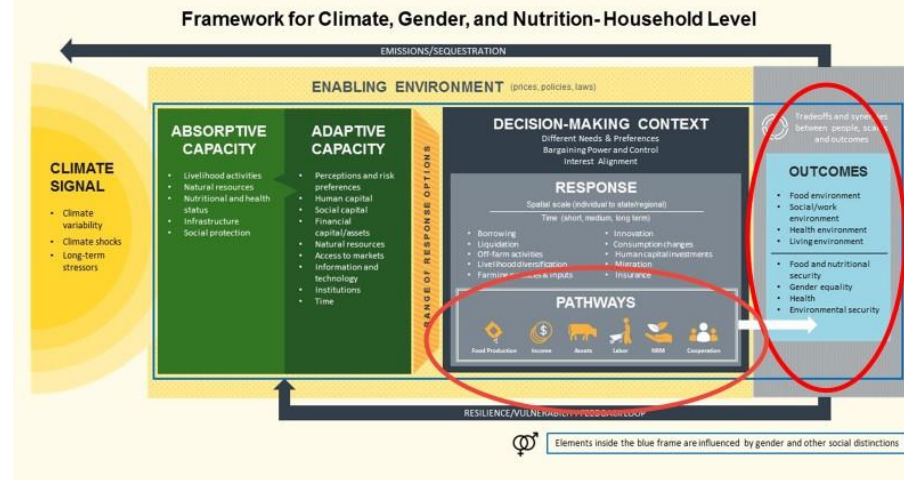 Framework for Climate, Gender, and Nutrition- Household Level
EMISSIONS/SEQUESTRATION
ENABLING ENVIRONMENT (prices, policies, laws)
CLIMATE
SIGNAL
• Climate
variability
• Climate shocks
• Long-term
stressors
ABSORPTIVE
CAPACITY
• Livelihood activities
• Natural resources
• Nutritional and health
status
• Infrastructure
• Social protection
ADAPTIVE
CAPACITY
• Perceptions and risk
preferences
• Human capital
• Social capital
• Financial
capital/assets
• Natural resources
• Access to markets
• Information and
technology
• Institutions
• Time
RANGE OF RESPONSE OPTIONS
DECISION-MAKING CONTEXT
Different Needs & Preferences
Bargaining Power and Control
Interest Alignment
RESPONSE
Spatial scale (individual to state/regional)
Time (short, medium, long term)
• Borrowing
• Liquidation
• Off-farm activities
• Livelihood diversification
• Farming practices & inputs
• Innovation
• Consumption changes
• Human capital investments
• Migration
• Insurance
PATHWAYS
Food Production
Income
Assets
Labor
NRM
Cooperation
Tradeoffs and synergies
between people, scales
and outcomes
OUTCOMES
• Food environment
• Social/work
environment
• Health environment
• Living environment
• Food and nutritional
security
• Gender equality
• Health
• Environmental security
RESILIENCE/VULNERABILITY FEEDBACK LOOP
Elements inside the blue frame are influenced by gender and other social distinctions